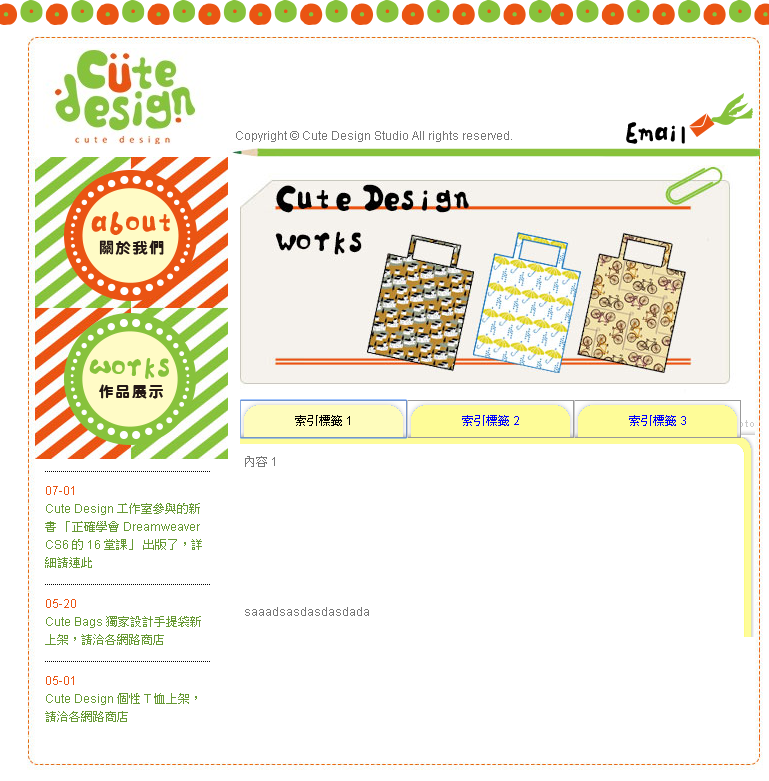 Cute
design
cute design
Copyright © Cute Design Studio All rights reserved.
Email
about
關於我們
works
作品展示
Cute Design
works
索引標籤 1
索引標籤 2
索引標籤 3
內容 1
saaadsasdasdasdada
07-01
Cute Design 工作室參與的新
書「正確學會 Dreamweaver
CS6 的 16 堂課」 出版了，詳
細請連此
05-20
Cute Bags 獨家設計手提袋新
上架，請洽各網路商店
05-01
Cute Design 個性 T 恤上架，
請洽各網路商店